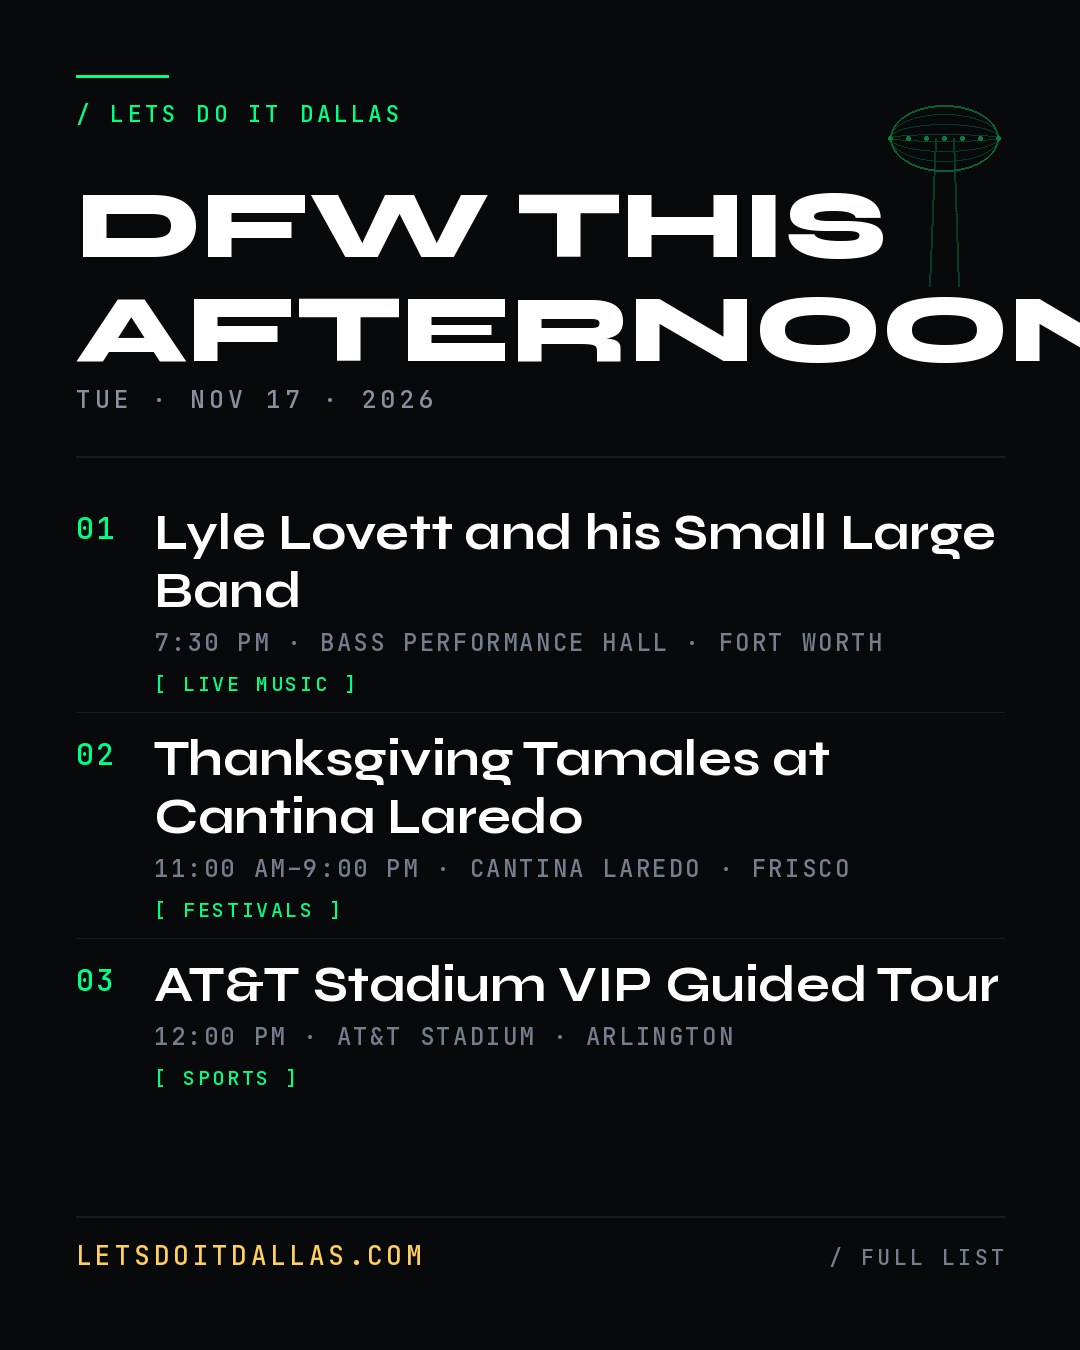 / LETS DO IT DALLAS
DFW THIS
AFTERNOON
TUE · NOV 17 · 2026
01
Lyle Lovett and his Small Large
Band
7:30 PM · BASS PERFORMANCE HALL · FORT WORTH
[ LIVE MUSIC ]
02
Thanksgiving Tamales at
Cantina Laredo
11:00 AM–9:00 PM · CANTINA LAREDO · FRISCO
[ FESTIVALS ]
03
AT&T Stadium VIP Guided Tour
12:00 PM · AT&T STADIUM · ARLINGTON
[ SPORTS ]
LETSDOITDALLAS.COM
/ FULL LIST